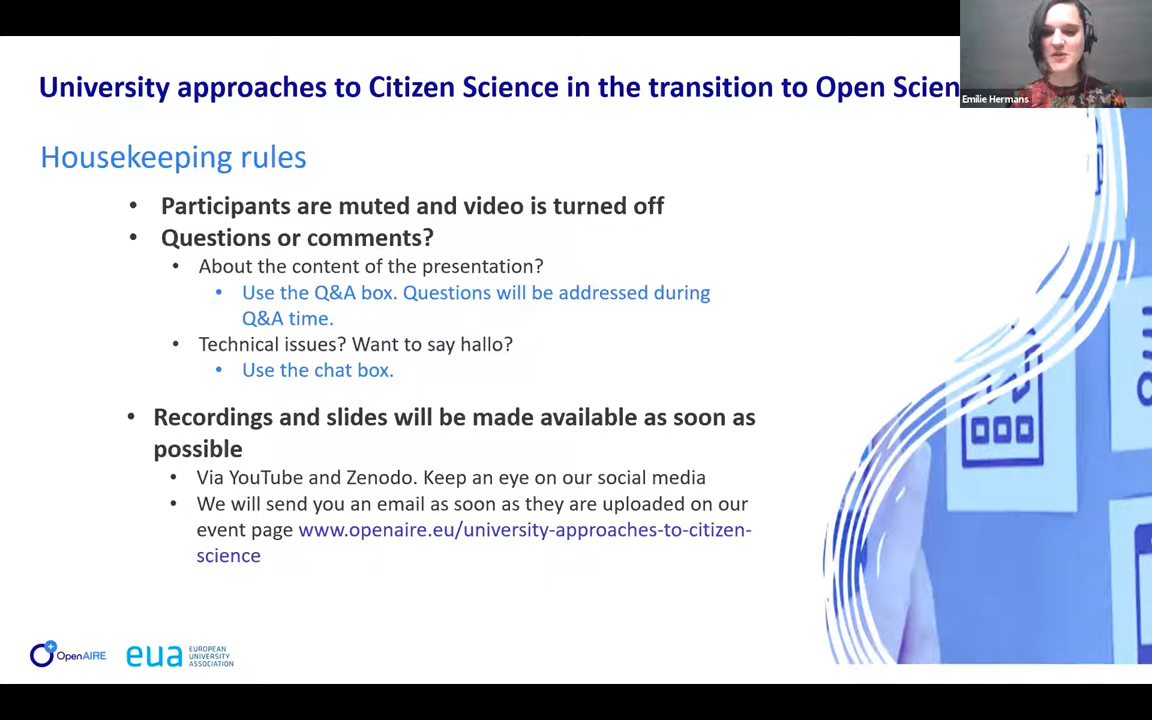 University approaches to Citizen Science in the transition to Open Scien
Emilie Hermans
Housekeeping rules
• Participants are muted and video is turned off
• Questions or comments?
• About the content of the presentation?
• Use the Q&A box. Questions will be addressed during
Q&A time.
• Technical issues? Want to say hallo?
• Use the chat box.
• Recordings and slides will be made available as soon as
possible
• Via YouTube and Zenodo. Keep an eye on our social media
• We will send you an email as soon as they are uploaded on our
event page www.openaire.eu/university-approaches-to-citizen-
science
OpenAIRE
eua
EUROPEAN
UNIVERSITY
ASSOCIATION